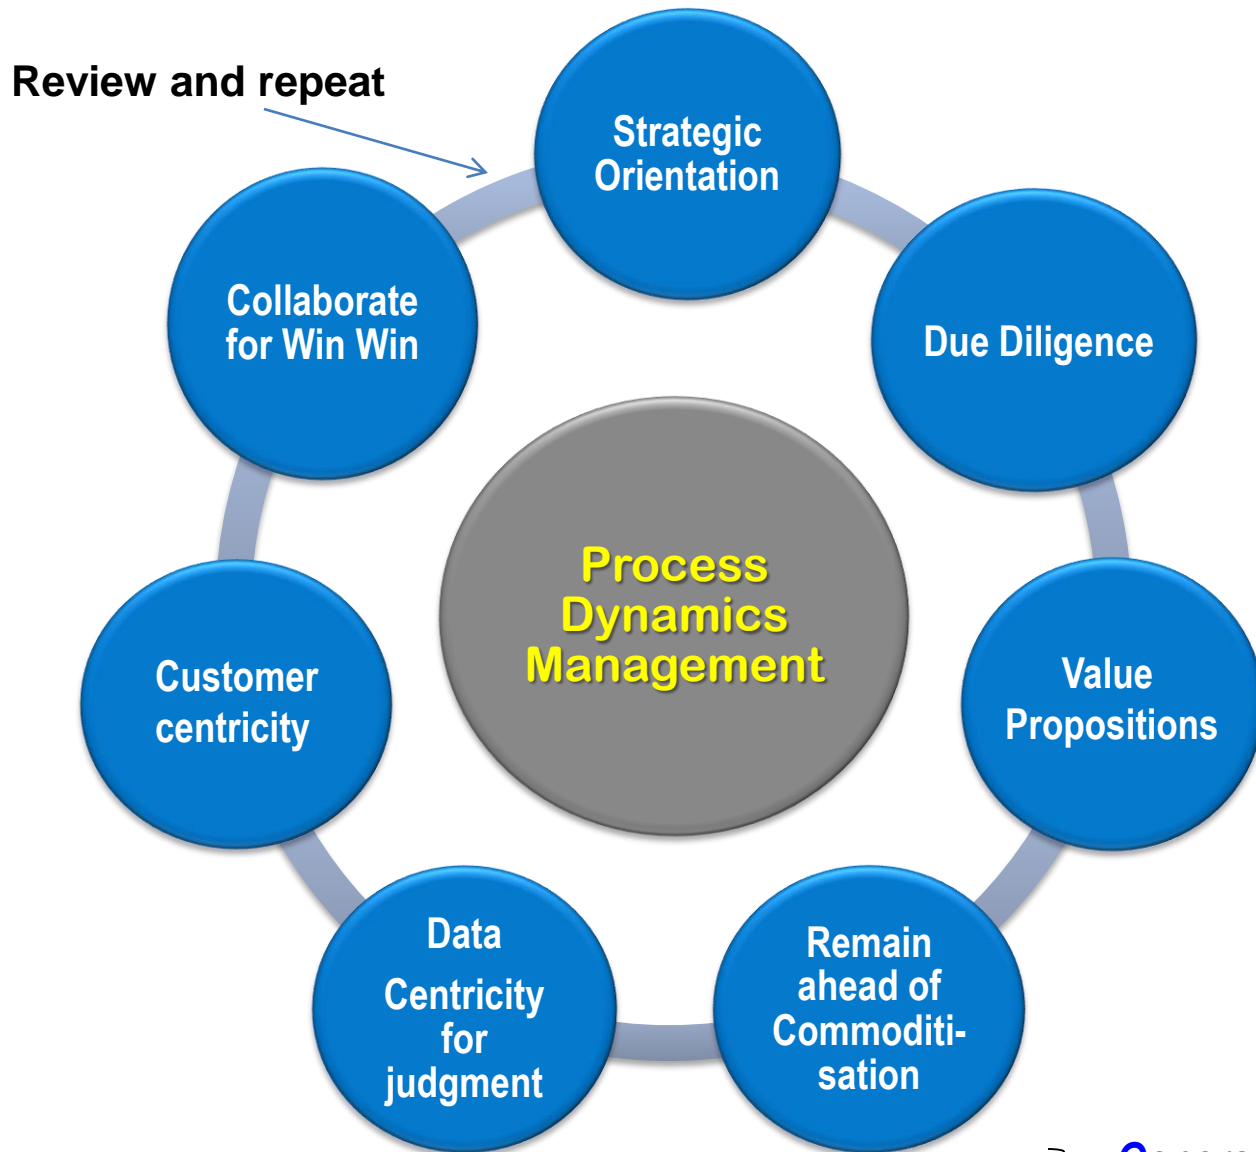 Review and repeat
Strategic
Orientation
Due Diligence
Value
Propositions
Remain
ahead of
Commoditi-
sation
Data
Centricity
for
judgment
Customer
centricity
Collaborate
for Win Win
Process
Dynamics
Management